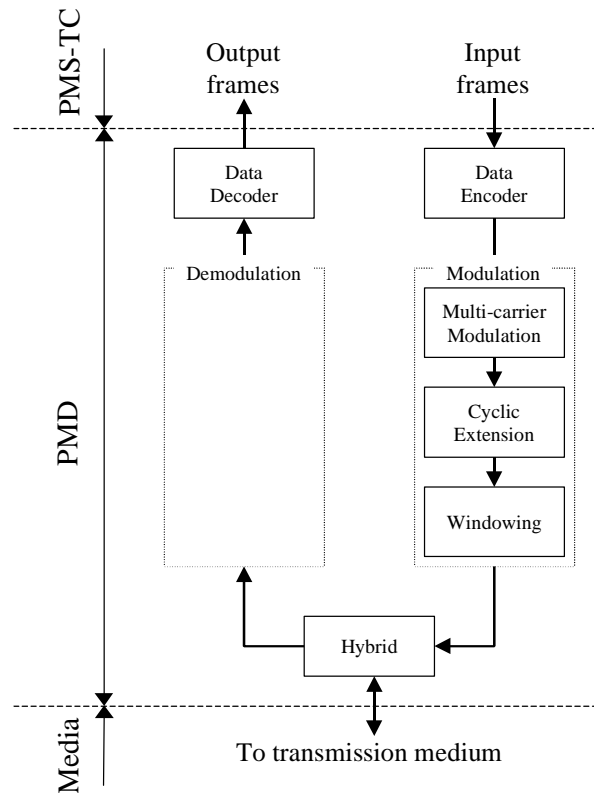 PMS-TC
Output
frames
Input
frames
Data
Decoder
Data
Encoder
PMD
Demodulation
Modulation
Multi-carrier
Modulation
Cyclic
Extension
Windowing
Hybrid
Media
To transmission medium